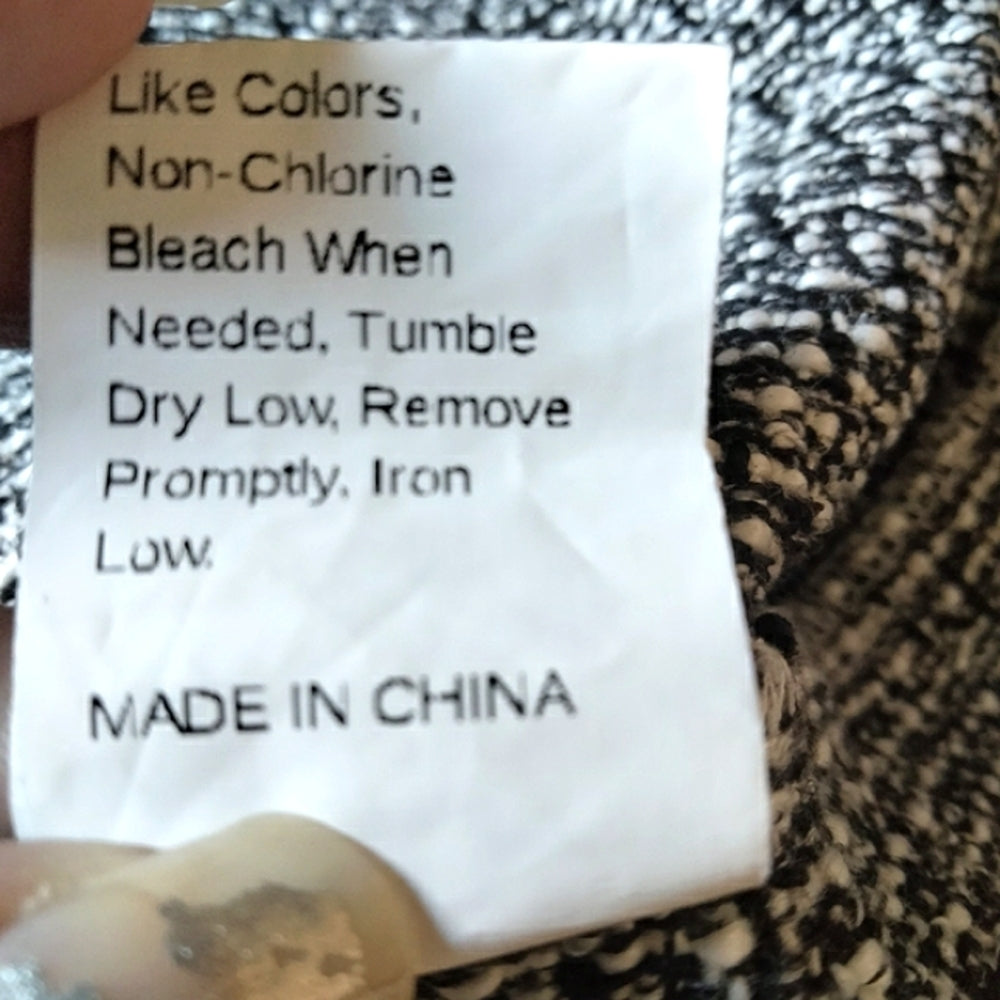 Like Colors,
Non-Chlorine
Bleach When
Needed, Tumble
Dry Low, Remove
Promptly. Iron
Low.
MADE IN CHINA